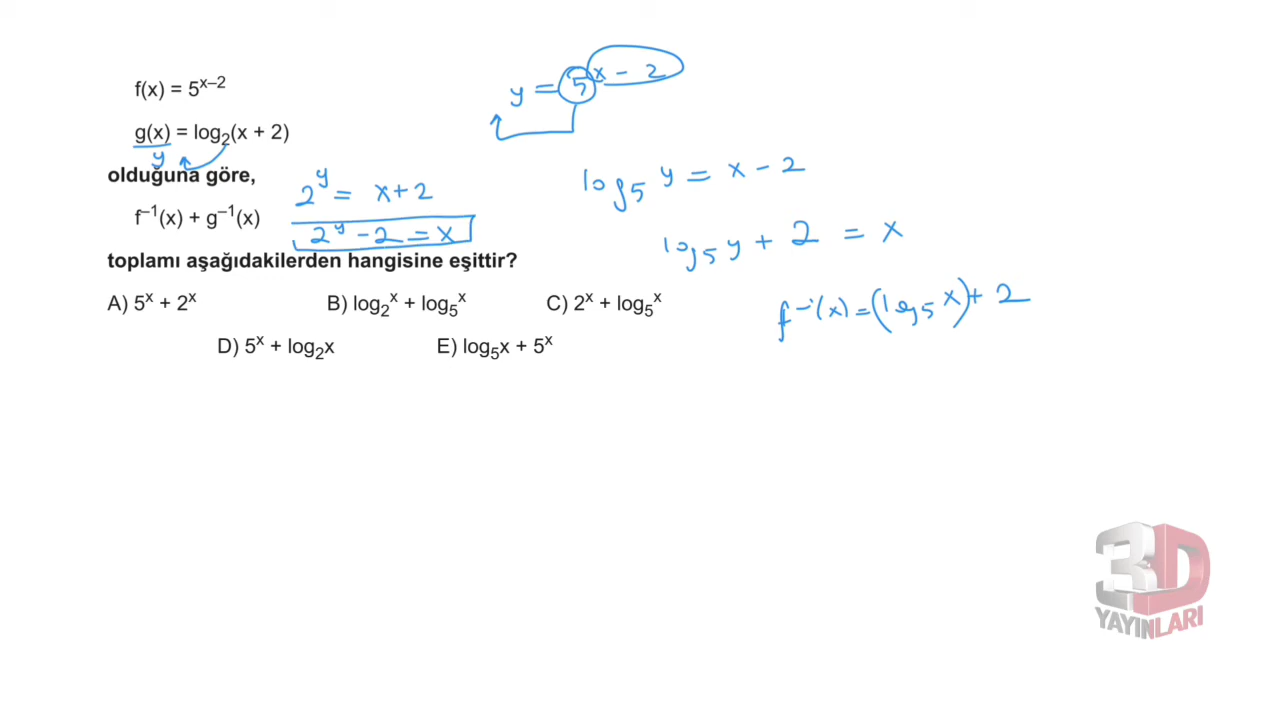 f(x) = 5^(x–2)
g(x) = log₂(x + 2)
y
olduğuna göre,
f⁻¹(x) + g⁻¹(x)
toplamı aşağıdakilerden hangisine eşittir?
A) 5^x + 2^x B) log₂^x + log₅^x C) 2^x + log₅^x
D) 5^x + log₂x E) log₅x + 5^x
2^y = x+2
2^y - 2 = x
y = 5^(x - 2)
log₅ y = x - 2
log₅ y + 2 = x
f⁻¹(x) = (log₅ x) + 2
3D
YAYINLARI